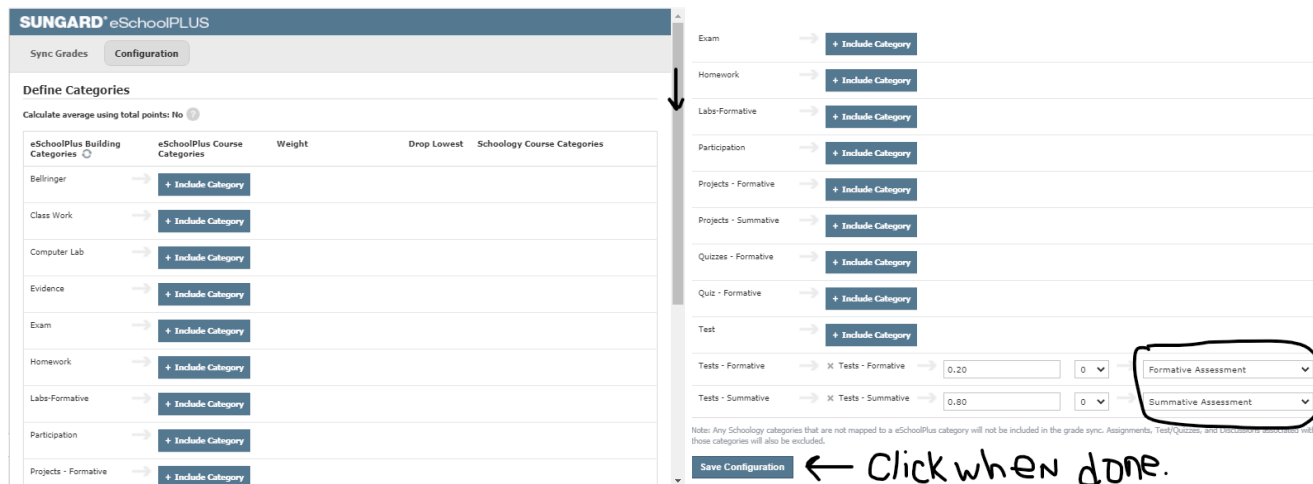 SUNGARD® eSchoolPLUS
Sync Grades Configuration
Define Categories
Calculate average using total points: No ?
eSchoolPlus Building Categories eSchoolPlus Course Categories Weight Drop Lowest Schoology Course Categories
Bellringer + Include Category
Class Work + Include Category
Computer Lab + Include Category
Evidence + Include Category
Exam + Include Category
Homework + Include Category
Labs-Formative + Include Category
Participation + Include Category
Projects - Formative + Include Category
Exam + Include Category
Homework + Include Category
Labs-Formative + Include Category
Participation + Include Category
Projects - Formative + Include Category
Projects - Summative + Include Category
Quizzes - Formative + Include Category
Quiz - Formative + Include Category
Test + Include Category
Tests - Formative × Tests - Formative 0.20 0 Formative Assessment
Tests - Summative × Tests - Summative 0.80 0 Summative Assessment
Note: Any Schoology categories that are not mapped to a eSchoolPlus category will not be included in the grade sync. Assignments, Test/Quizzes, and Discussions associated with
those categories will also be excluded.
Save Configuration ← Click when done.